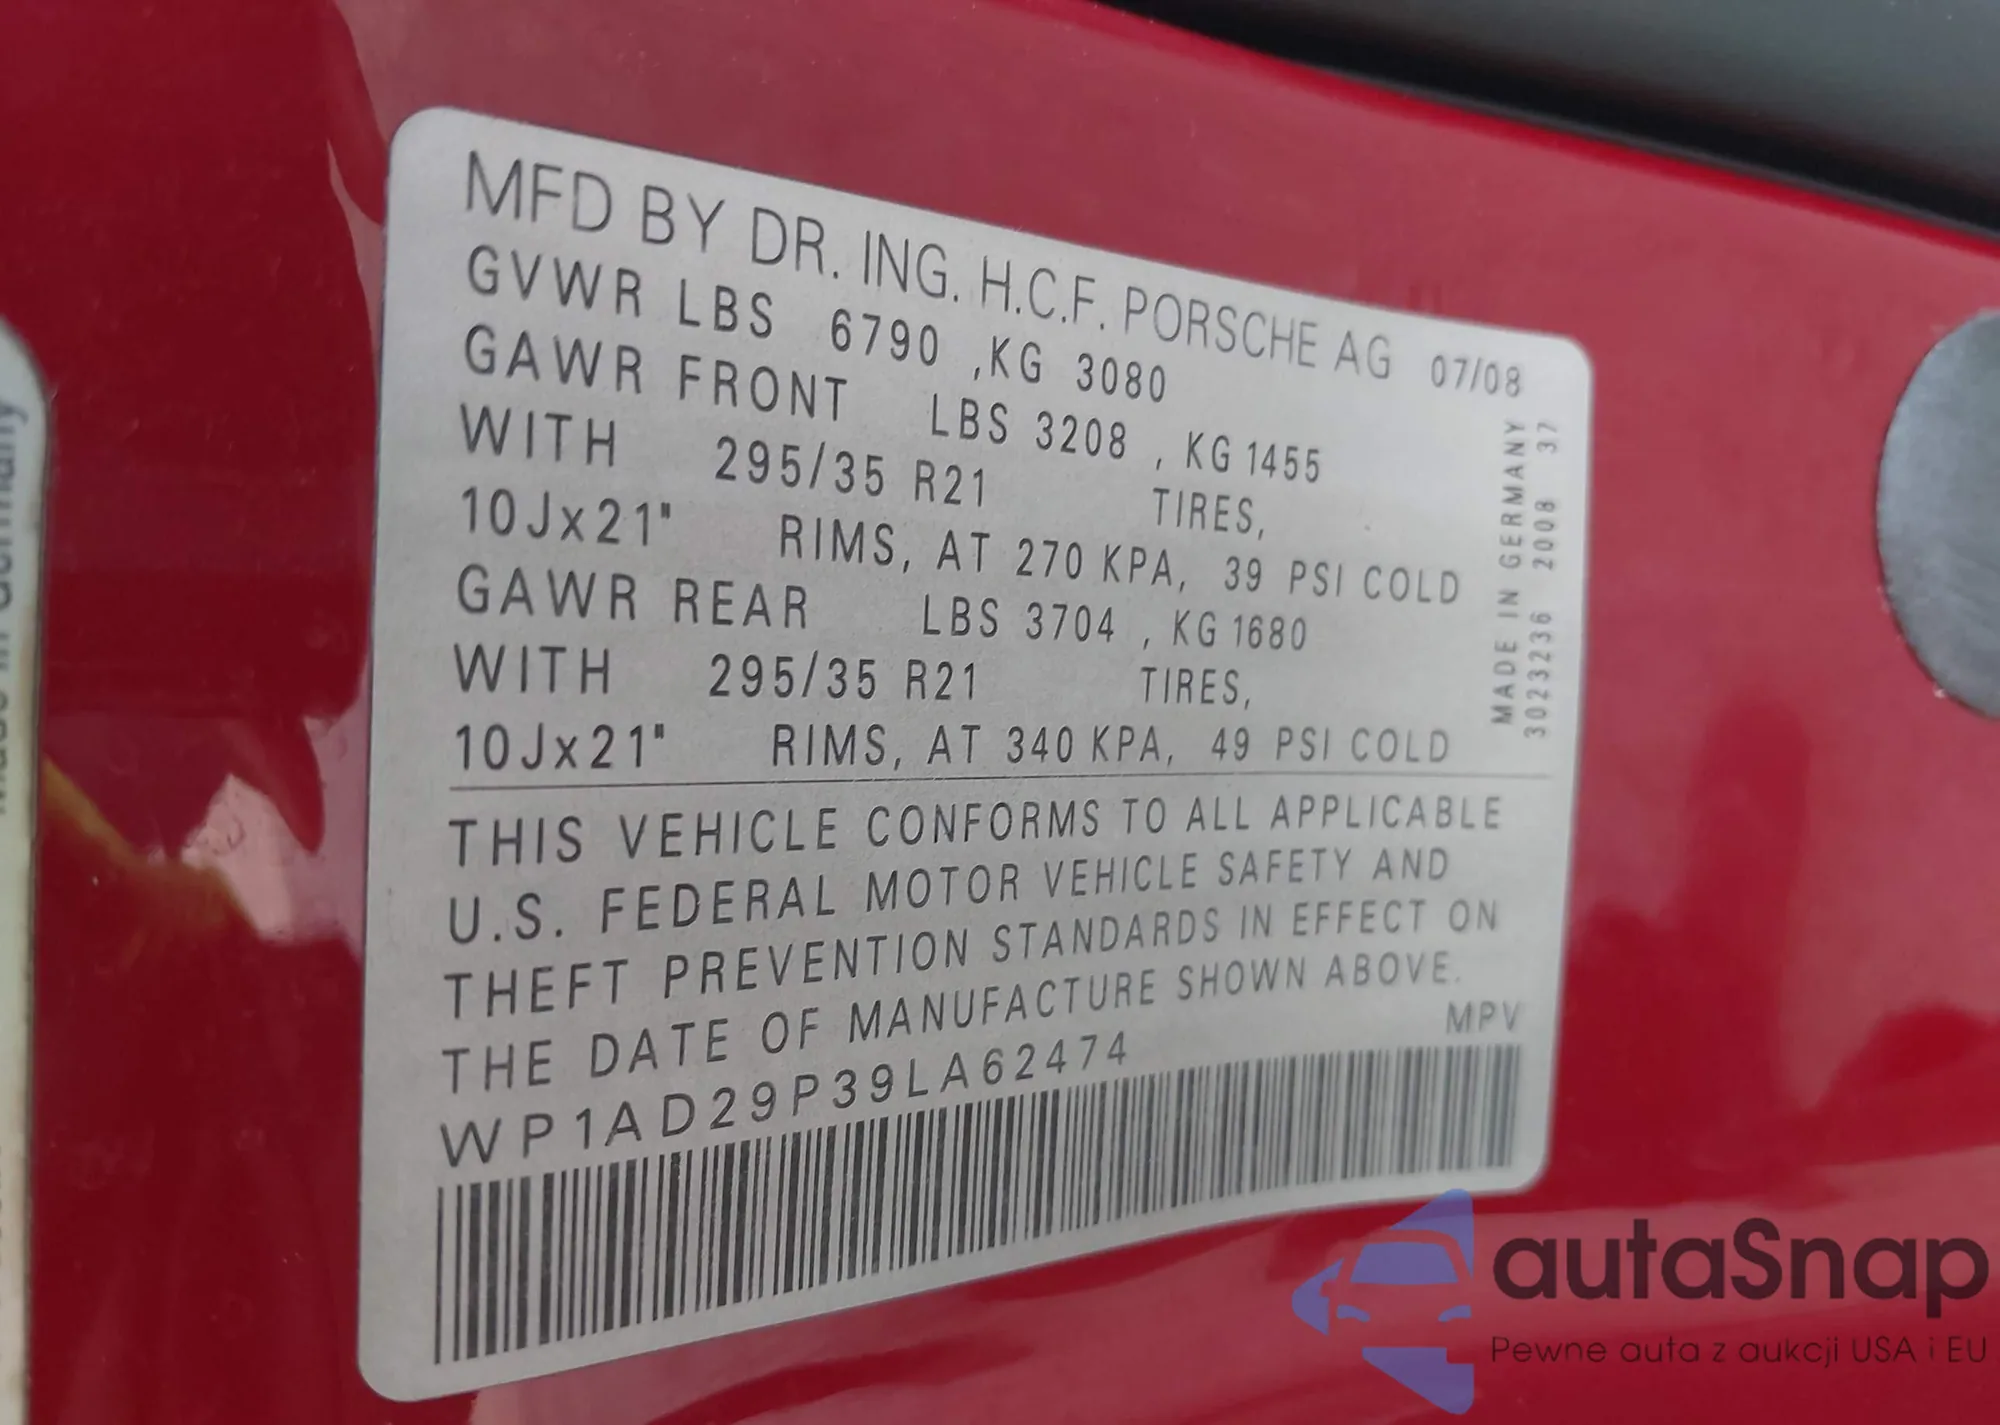 MFD BY DR. ING. H.C.F. PORSCHE AG 07/08
GVWR LBS 6790 ,KG 3080
GAWR FRONT LBS 3208 , KG 1455
WITH 295/35 R21 TIRES,
10Jx21" RIMS, AT 270 KPA, 39 PSI COLD
GAWR REAR LBS 3704 , KG 1680
WITH 295/35 R21 TIRES,
10Jx21" RIMS, AT 340 KPA, 49 PSI COLD
MADE IN GERMANY
3023236 2008 37
THIS VEHICLE CONFORMS TO ALL APPLICABLE
U.S. FEDERAL MOTOR VEHICLE SAFETY AND
THEFT PREVENTION STANDARDS IN EFFECT ON
THE DATE OF MANUFACTURE SHOWN ABOVE.
WP1AD29P39LA62474 MPV
Made in Germany
autaSnap
Pewne auta z aukcji USA i EU